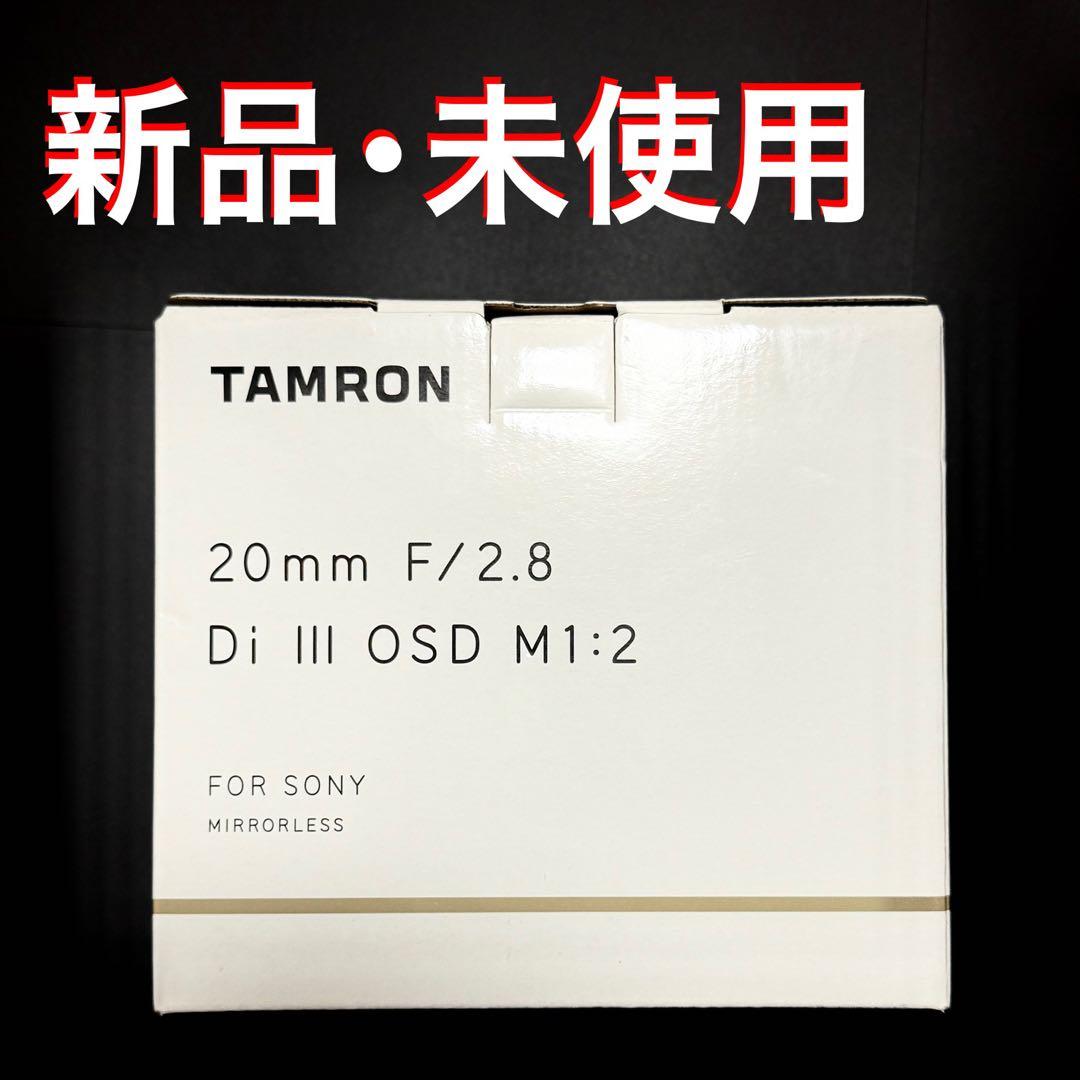 新品・未使用
TAMRON
20mm F/2.8
Di III OSD M1:2
FOR SONY
MIRRORLESS